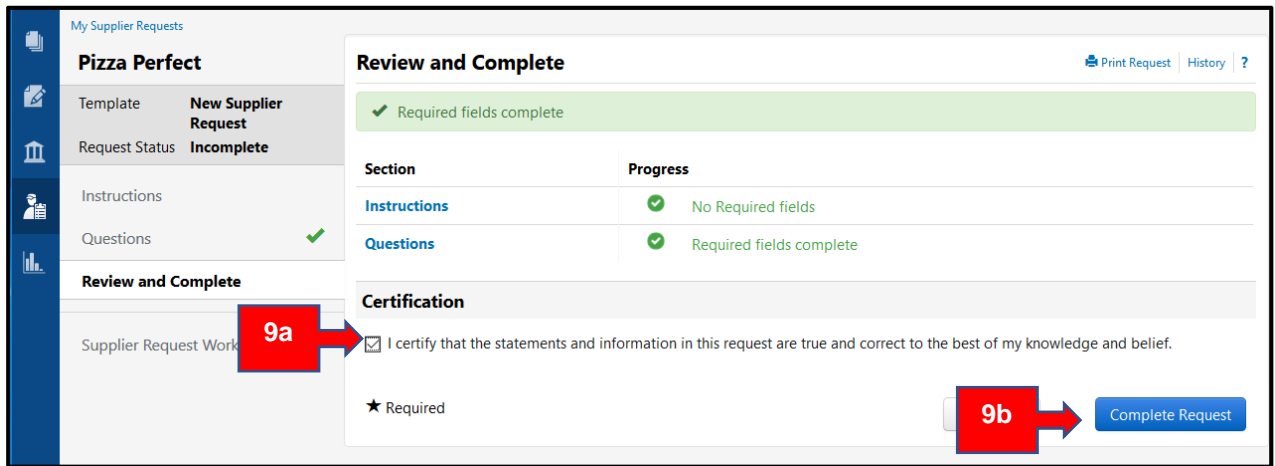 My Supplier Requests
Pizza Perfect
Template New Supplier Request
Request Status Incomplete
Instructions
Questions
Review and Complete
Supplier Request Work
Review and Complete
Print Request History ?
Required fields complete
Section Progress
Instructions No Required fields
Questions Required fields complete
Certification
9a
I certify that the statements and information in this request are true and correct to the best of my knowledge and belief.
★ Required
9b
Complete Request